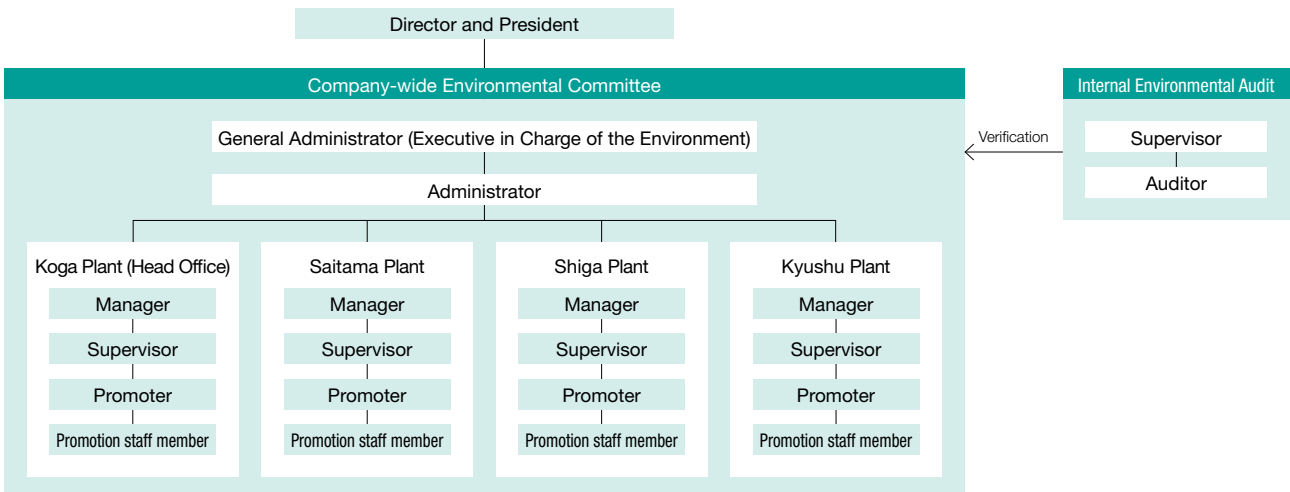 Director and President
Company-wide Environmental Committee
General Administrator (Executive in Charge of the Environment)
Administrator
Koga Plant (Head Office)
Manager
Supervisor
Promoter
Promotion staff member
Saitama Plant
Manager
Supervisor
Promoter
Promotion staff member
Shiga Plant
Manager
Supervisor
Promoter
Promotion staff member
Kyushu Plant
Manager
Supervisor
Promoter
Promotion staff member
Verification
Internal Environmental Audit
Supervisor
Auditor